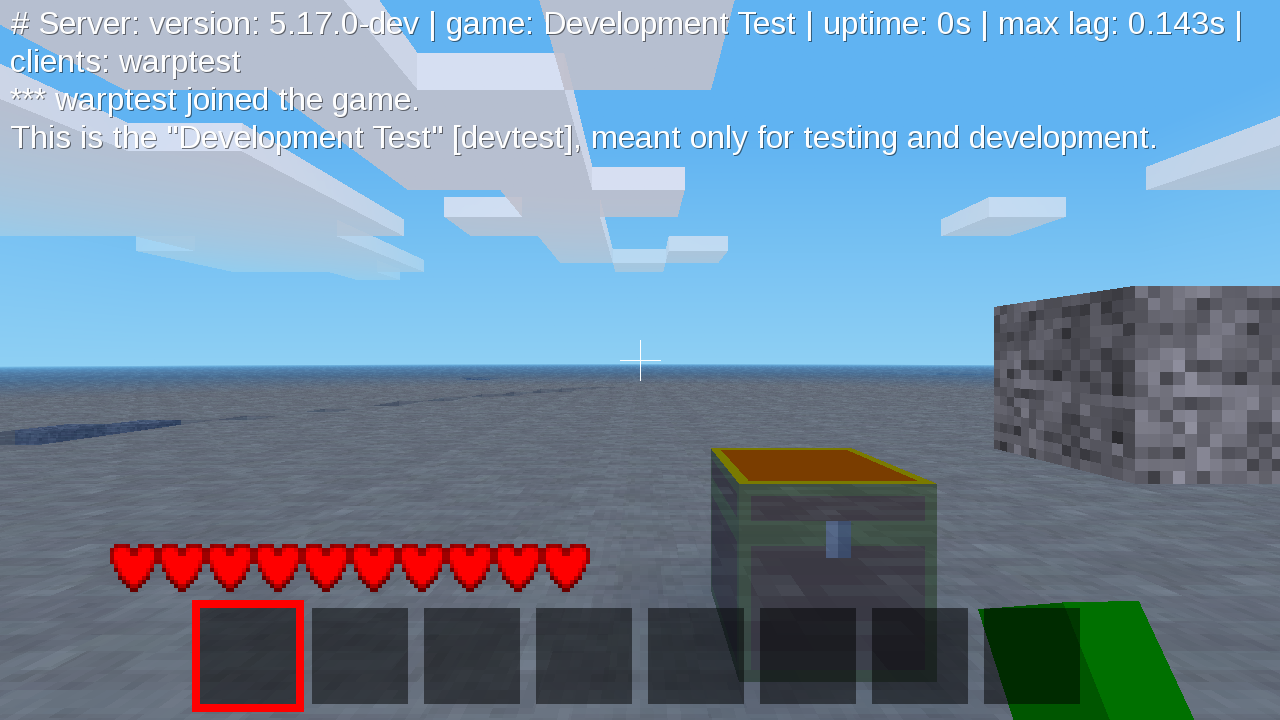 # Server: version: 5.17.0-dev | game: Development Test | uptime: 0s | max lag: 0.143s |
clients: warptest
*** warptest joined the game.
This is the "Development Test" [devtest], meant only for testing and development.